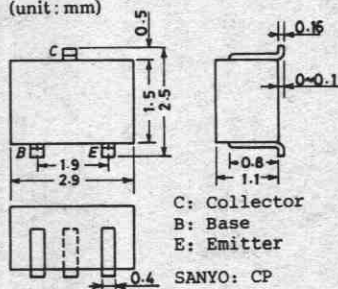 (unit: mm)
C
0.5
0.16
1.5
2.5
0~0.1
B
E
1.9
2.9
0.8
1.1
C: Collector
B: Base
E: Emitter
0.4
SANYO: CP